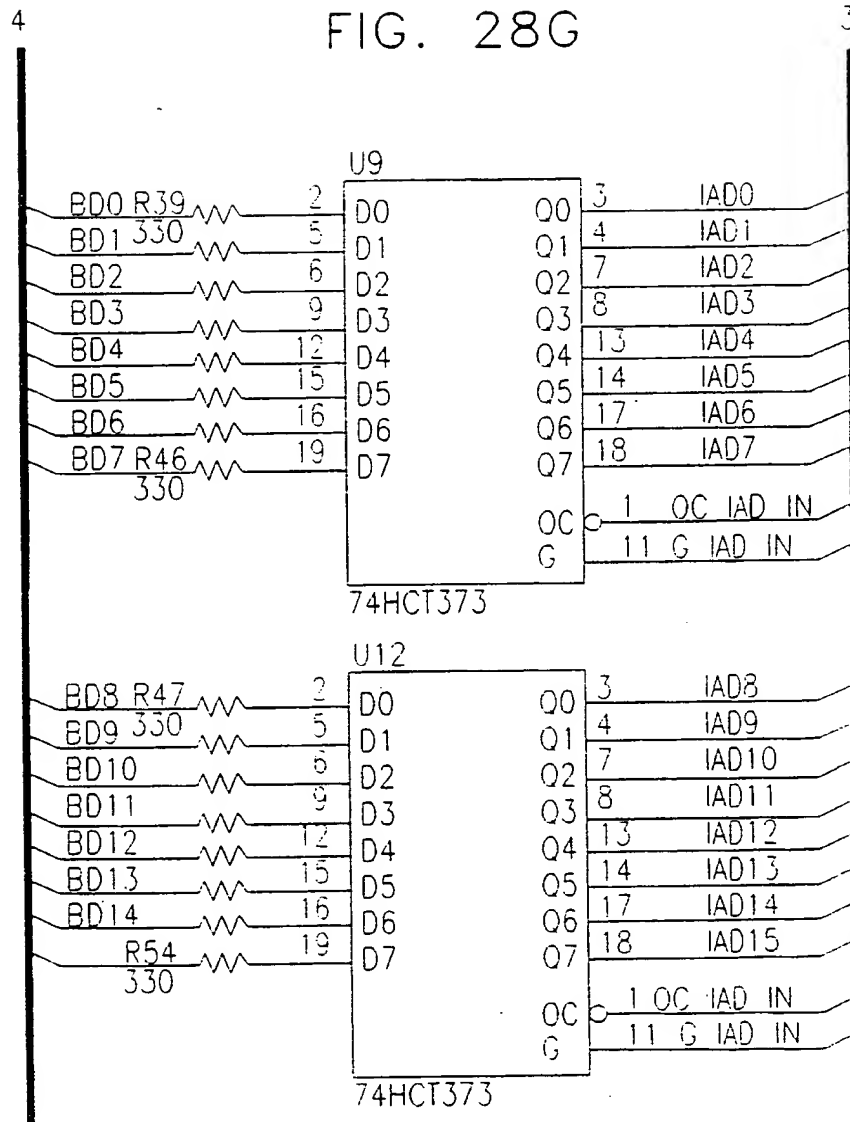 4 FIG. 28G 3
U9
BD0 R39 2 D0 Q0 3 IAD0
330
BD1 5 D1 Q1 4 IAD1
BD2 6 D2 Q2 7 IAD2
BD3 9 D3 Q3 8 IAD3
BD4 12 D4 Q4 13 IAD4
BD5 15 D5 Q5 14 IAD5
BD6 16 D6 Q6 17 IAD6
BD7 R46 19 D7 Q7 18 IAD7
330
OC 1 OC IAD IN
G 11 G IAD IN
74HCT373
U12
BD8 R47 2 D0 Q0 3 IAD8
330
BD9 5 D1 Q1 4 IAD9
BD10 6 D2 Q2 7 IAD10
BD11 9 D3 Q3 8 IAD11
BD12 12 D4 Q4 13 IAD12
BD13 15 D5 Q5 14 IAD13
BD14 16 D6 Q6 17 IAD14
R54 19 D7 Q7 18 IAD15
330
OC 1 OC IAD IN
G 11 G IAD IN
74HCT373